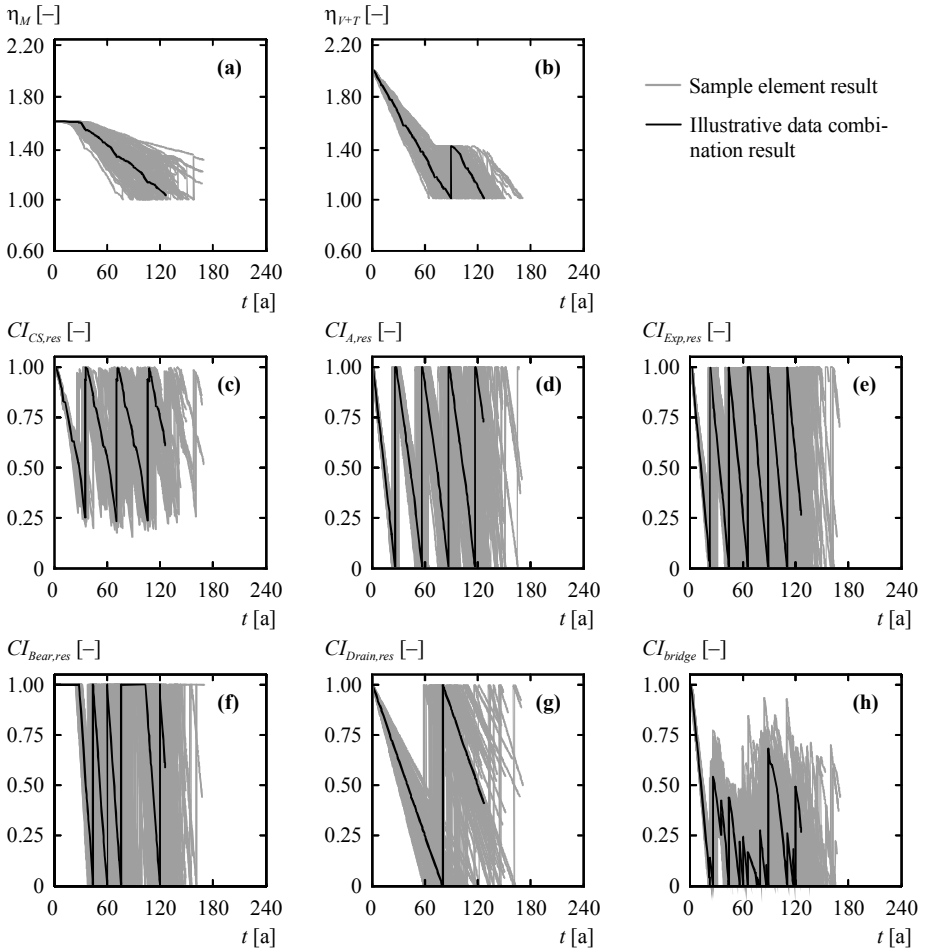 η_M [–]
2.20
1.80
1.40
1.00
0.60
(a)
0 60 120 180 240
t [a]
η_V+T [–]
2.20
1.80
1.40
1.00
0.60
(b)
0 60 120 180 240
t [a]
Sample element result
Illustrative data combi-
nation result
CI_CS,res [–]
1.00
0.75
0.50
0.25
0
(c)
0 60 120 180 240
t [a]
CI_A,res [–]
1.00
0.75
0.50
0.25
0
(d)
0 60 120 180 240
t [a]
CI_Exp,res [–]
1.00
0.75
0.50
0.25
0
(e)
0 60 120 180 240
t [a]
CI_Bear,res [–]
1.00
0.75
0.50
0.25
0
(f)
0 60 120 180 240
t [a]
CI_Drain,res [–]
1.00
0.75
0.50
0.25
0
(g)
0 60 120 180 240
t [a]
CI_bridge [–]
1.00
0.75
0.50
0.25
0
(h)
0 60 120 180 240
t [a]